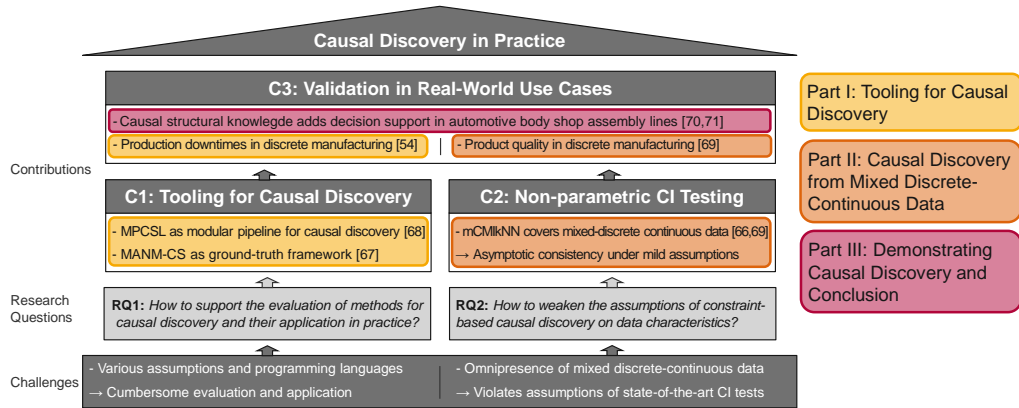 Causal Discovery in Practice
C3: Validation in Real-World Use Cases
- Causal structural knowlegde adds decision support in automotive body shop assembly lines [70,71]
- Production downtimes in discrete manufacturing [54]
- Product quality in discrete manufacturing [69]
Contributions
C1: Tooling for Causal Discovery
- MPCSL as modular pipeline for causal discovery [68]
- MANM-CS as ground-truth framework [67]
C2: Non-parametric CI Testing
- mCMIkNN covers mixed-discrete continuous data [66,69]
→ Asymptotic consistency under mild assumptions
Research
Questions
RQ1: How to support the evaluation of methods for
causal discovery and their application in practice?
RQ2: How to weaken the assumptions of constraint-
based causal discovery on data characteristics?
Challenges
- Various assumptions and programming languages
→ Cumbersome evaluation and application
- Omnipresence of mixed discrete-continuous data
→ Violates assumptions of state-of-the-art CI tests
Part I: Tooling for Causal
Discovery
Part II: Causal Discovery
from Mixed Discrete-
Continuous Data
Part III: Demonstrating
Causal Discovery and
Conclusion